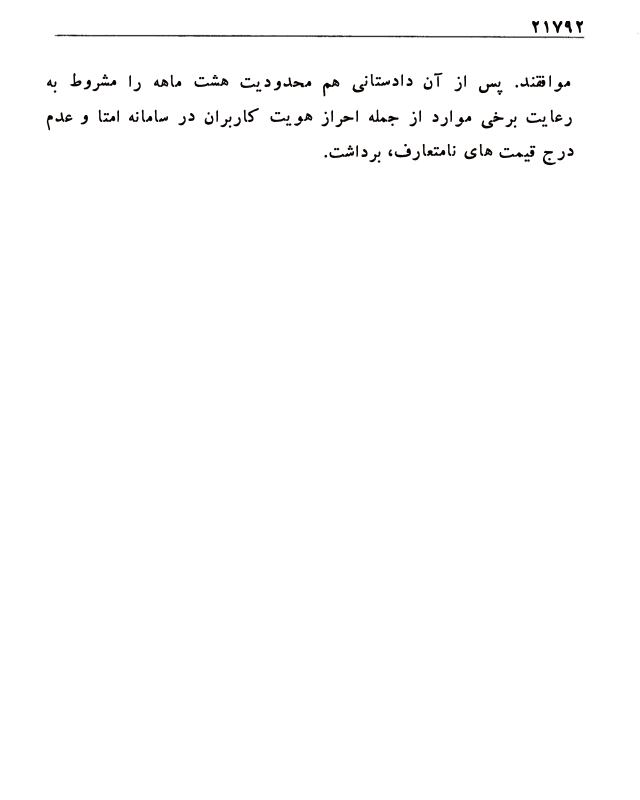 ۲۱۷۹۲
موافقند. پس از آن دادستانی هم محدودیت هشت ماهه را مشروط به
رعایت برخی موارد از جمله احراز هویت کاربران در سامانه امتا و عدم
درج قیمت های نامتعارف، برداشت.